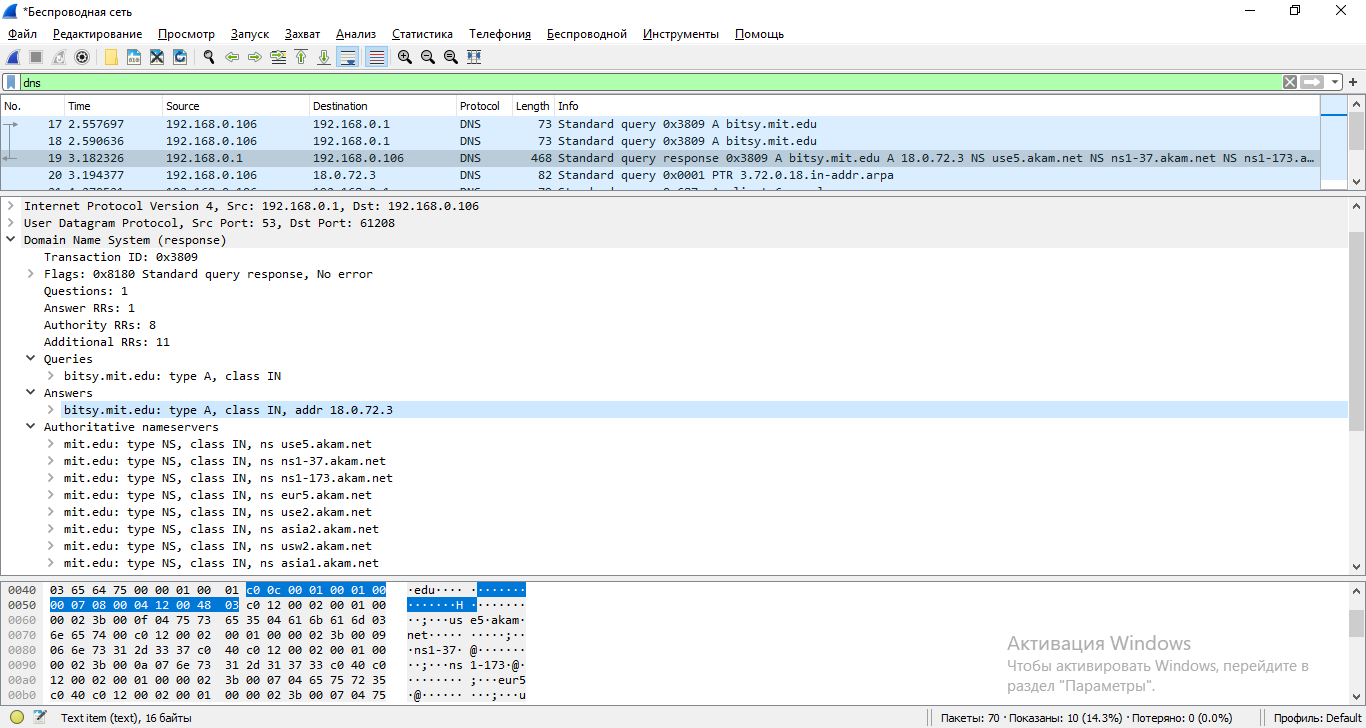 *Беспроводная сеть
Файл Редактирование Просмотр Запуск Захват Анализ Статистика Телефония Беспроводной Инструменты Помощь
dns
No. Time Source Destination Protocol Length Info
17 2.557697 192.168.0.106 192.168.0.1 DNS 73 Standard query 0x3809 A bitsy.mit.edu
18 2.590636 192.168.0.106 192.168.0.1 DNS 73 Standard query 0x3809 A bitsy.mit.edu
19 3.182326 192.168.0.1 192.168.0.106 DNS 468 Standard query response 0x3809 A bitsy.mit.edu A 18.0.72.3 NS use5.akam.net NS ns1-37.akam.net NS ns1-173.a…
20 3.194377 192.168.0.106 18.0.72.3 DNS 82 Standard query 0x0001 PTR 3.72.0.18.in-addr.arpa
Internet Protocol Version 4, Src: 192.168.0.1, Dst: 192.168.0.106
User Datagram Protocol, Src Port: 53, Dst Port: 61208
Domain Name System (response)
Transaction ID: 0x3809
Flags: 0x8180 Standard query response, No error
Questions: 1
Answer RRs: 1
Authority RRs: 8
Additional RRs: 11
Queries
bitsy.mit.edu: type A, class IN
Answers
bitsy.mit.edu: type A, class IN, addr 18.0.72.3
Authoritative nameservers
mit.edu: type NS, class IN, ns use5.akam.net
mit.edu: type NS, class IN, ns ns1-37.akam.net
mit.edu: type NS, class IN, ns ns1-173.akam.net
mit.edu: type NS, class IN, ns eur5.akam.net
mit.edu: type NS, class IN, ns use2.akam.net
mit.edu: type NS, class IN, ns asia2.akam.net
mit.edu: type NS, class IN, ns usw2.akam.net
mit.edu: type NS, class IN, ns asia1.akam.net
0040 03 65 64 75 00 00 01 00 01 c0 0c 00 01 00 01 00 ·edu···· ········
0050 00 07 08 00 04 12 00 48 03 c0 12 00 02 00 01 00 ·······H ········
0060 00 02 3b 00 0f 04 75 73 65 35 04 61 6b 61 6d 03 ··;···us e5·akam·
0070 6e 65 74 00 c0 12 00 02 00 01 00 00 02 3b 00 09 net····· ·····;··
0080 06 6e 73 31 2d 33 37 c0 40 c0 12 00 02 00 01 00 ·ns1-37· @·······
0090 00 02 3b 00 0a 07 6e 73 31 2d 31 37 33 c0 40 c0 ··;···ns 1-173·@·
00a0 12 00 02 00 01 00 00 02 3b 00 07 04 65 75 72 35 ········ ;···eur5
00b0 c0 40 c0 12 00 02 00 01 00 00 02 3b 00 07 04 75 ·@······ ···;···u
Активация Windows
Чтобы активировать Windows, перейдите в
раздел "Параметры".
Text item (text), 16 байты
Пакеты: 70 · Показаны: 10 (14.3%) · Потеряно: 0 (0.0%)
Профиль: Default